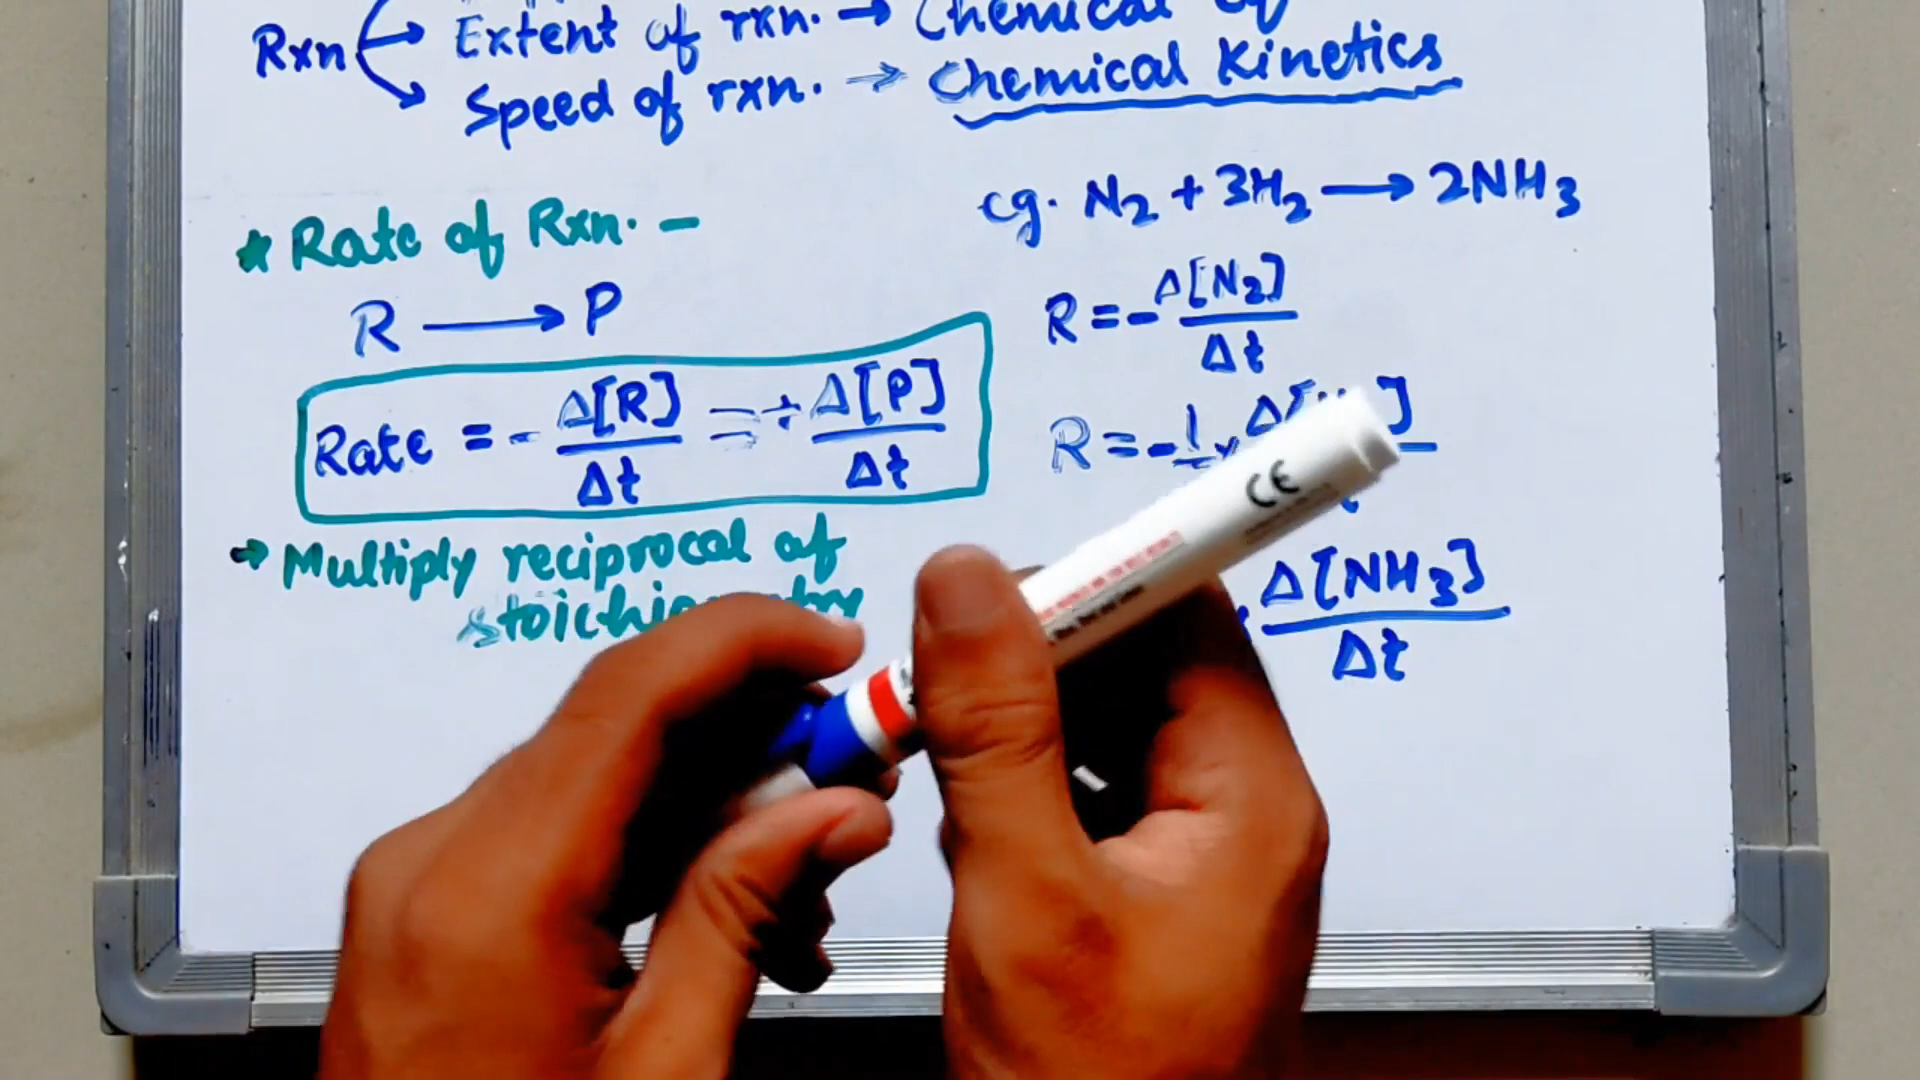 Rxn → Extent of rxn. → Chemical
→ Speed of rxn. → Chemical Kinetics
* Rate of Rxn. -
R → P
Rate = - Δ[R]/Δt = + Δ[P]/Δt
→ Multiply reciprocal of
eg. N₂ + 3H₂ → 2NH₃
R = - Δ[N₂]/Δt
R = - 1
Δ[NH₃]/Δt
CE